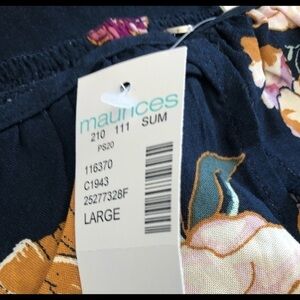 maurices
210 111 SUM
PS20
116370
C1943
25277328F
LARGE